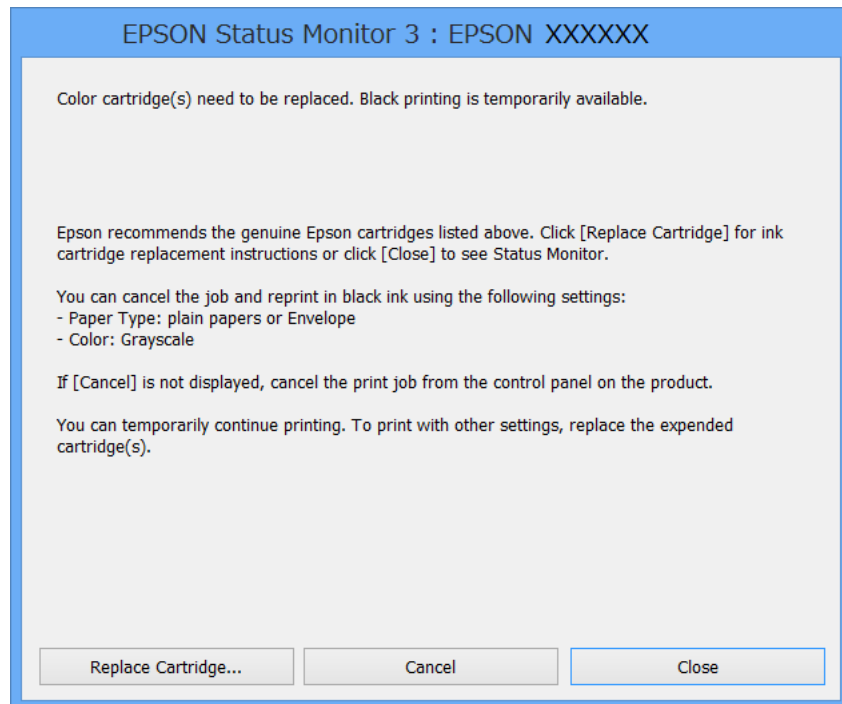 EPSON Status Monitor 3 : EPSON XXXXXX
Color cartridge(s) need to be replaced. Black printing is temporarily available.
Epson recommends the genuine Epson cartridges listed above. Click [Replace Cartridge] for ink
cartridge replacement instructions or click [Close] to see Status Monitor.
You can cancel the job and reprint in black ink using the following settings:
- Paper Type: plain papers or Envelope
- Color: Grayscale
If [Cancel] is not displayed, cancel the print job from the control panel on the product.
You can temporarily continue printing. To print with other settings, replace the expended
cartridge(s).
Replace Cartridge...
Cancel
Close